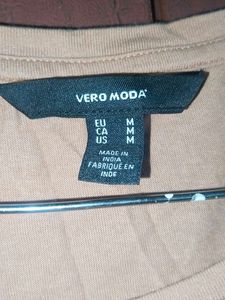 VERO MODA
EU M
CA M
US M
MADE IN
INDIA
FABRIQUÉ EN
INDE